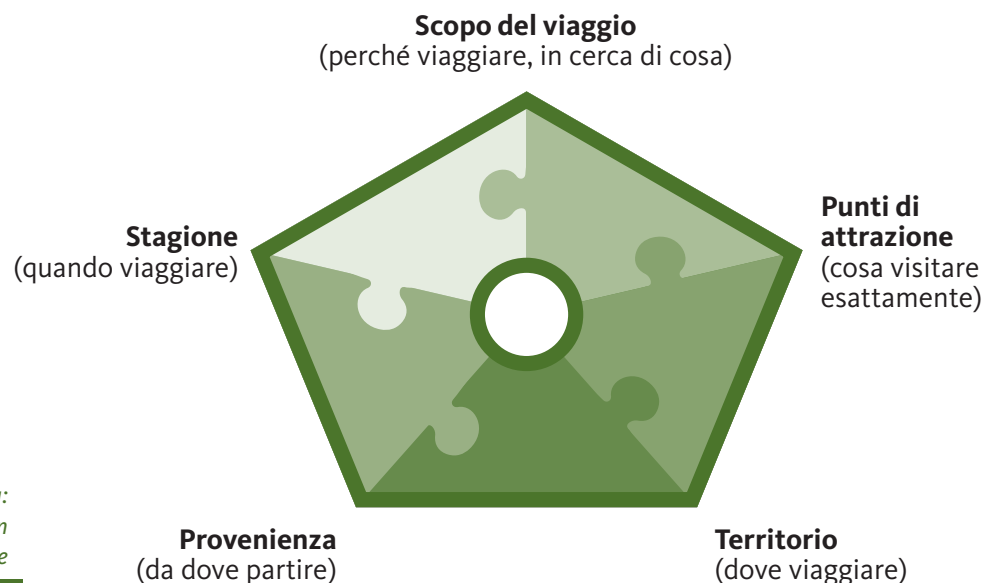 Scopo del viaggio
(perché viaggiare, in cerca di cosa)
Punti di
attrazione
(cosa visitare
esattamente)
Stagione
(quando viaggiare)
Provenienza
(da dove partire)
Territorio
(dove viaggiare)